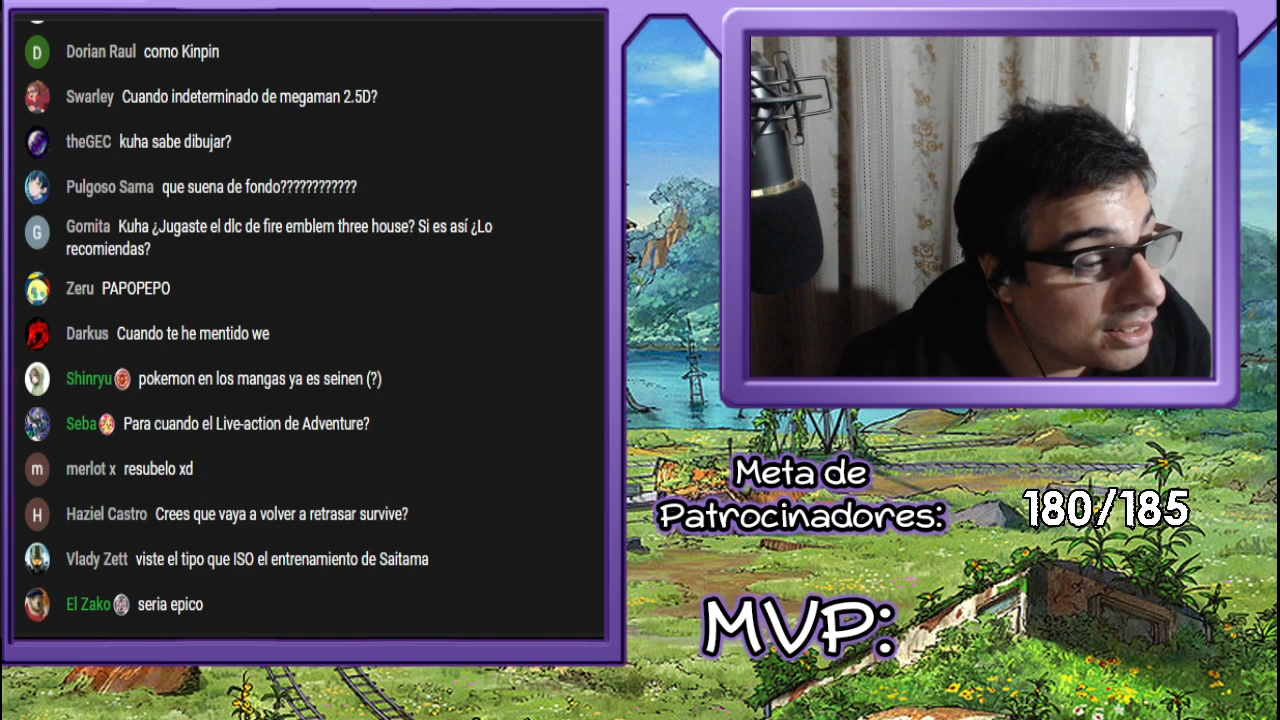 D Dorian Raul como Kinpin
Swarley Cuando indeterminado de megaman 2.5D?
theGEC kuha sabe dibujar?
Pulgoso Sama que suena de fondo????????????
G Gomita Kuha ¿Jugaste el dlc de fire emblem three house? Si es así ¿Lo
recomiendas?
Zeru PAPOPEPO
Darkus Cuando te he mentido we
Shinryu pokemon en los mangas ya es seinen (?)
Seba Para cuando el Live-action de Adventure?
m merlot x resubelo xd
H Haziel Castro Crees que vaya a volver a retrasar survive?
Vlady Zett viste el tipo que ISO el entrenamiento de Saitama
El Zako seria epico
Meta de
Patrocinadores:
180/185
MVP: